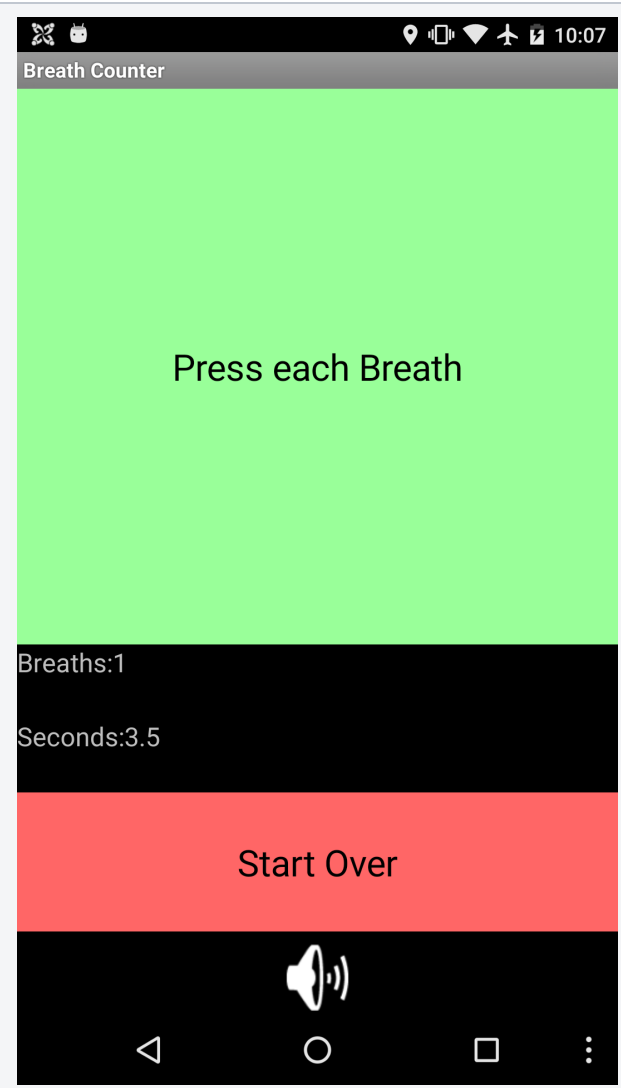 10:07
Breath Counter
Press each Breath
Breaths:1
Seconds:3.5
Start Over